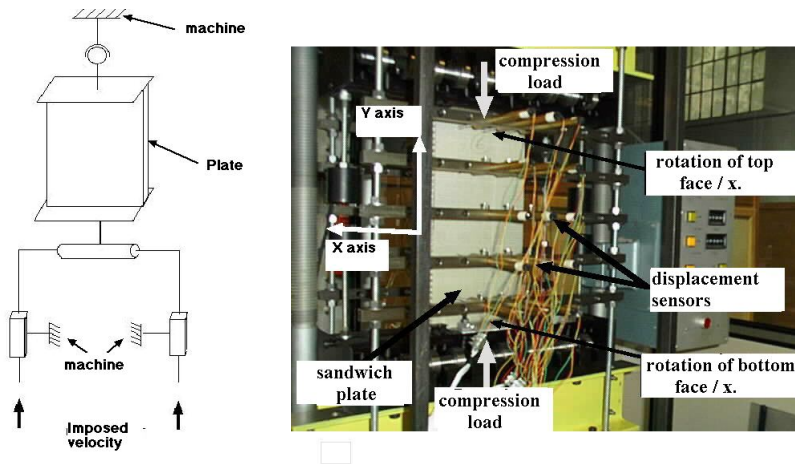 machine
Plate
machine
Imposed
velocity
compression
load
Y axis
rotation of top
face / x.
X axis
displacement
sensors
sandwich
plate
rotation of bottom
face / x.
compression
load